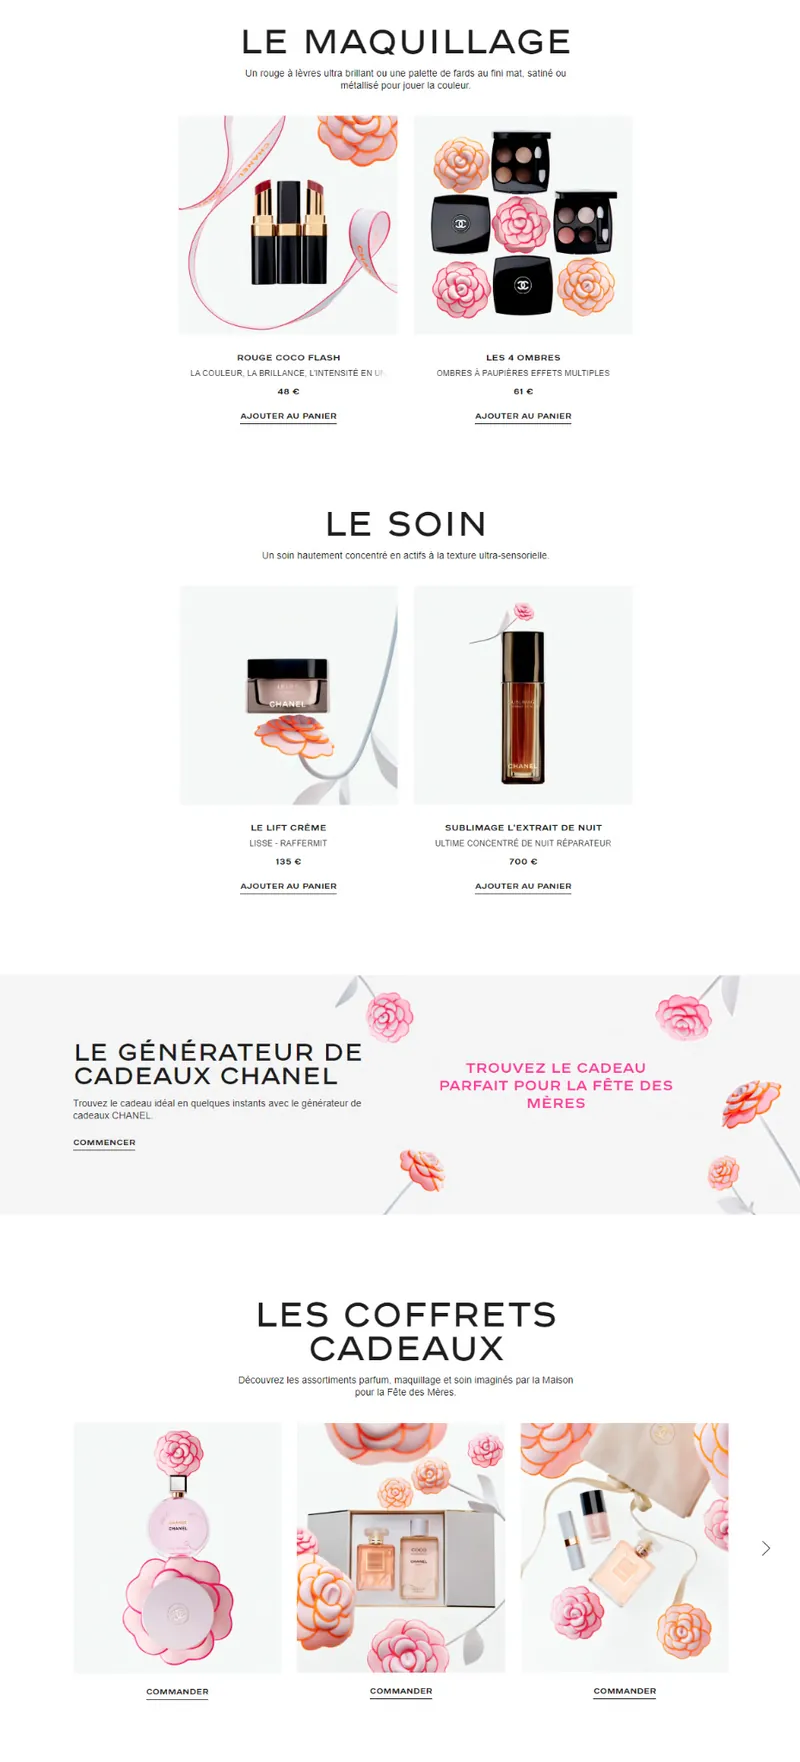 LE MAQUILLAGE
Un rouge à lèvres ultra brillant ou une palette de fards au fini mat, satiné ou
métallisé pour jouer la couleur.
CHANEL
ROUGE COCO FLASH
LA COULEUR, LA BRILLANCE, L'INTENSITÉ EN UN
48 €
AJOUTER AU PANIER
LES 4 OMBRES
OMBRES À PAUPIÈRES EFFETS MULTIPLES
61 €
AJOUTER AU PANIER
LE SOIN
Un soin hautement concentré en actifs à la texture ultra-sensorielle.
CHANEL
CHANEL
LE LIFT CRÈME
LISSE - RAFFERMIT
135 €
AJOUTER AU PANIER
SUBLIMAGE L'EXTRAIT DE NUIT
ULTIME CONCENTRÉ DE NUIT RÉPARATEUR
700 €
AJOUTER AU PANIER
LE GÉNÉRATEUR DE
CADEAUX CHANEL
Trouvez le cadeau idéal en quelques instants avec le générateur de
cadeaux CHANEL.
COMMENCER
TROUVEZ LE CADEAU
PARFAIT POUR LA FÊTE DES
MÈRES
LES COFFRETS
CADEAUX
Découvrez les assortiments parfum, maquillage et soin imaginés par la Maison
pour la Fête des Mères.
CHANEL
COCO
CHANEL
COMMANDER
COMMANDER
COMMANDER